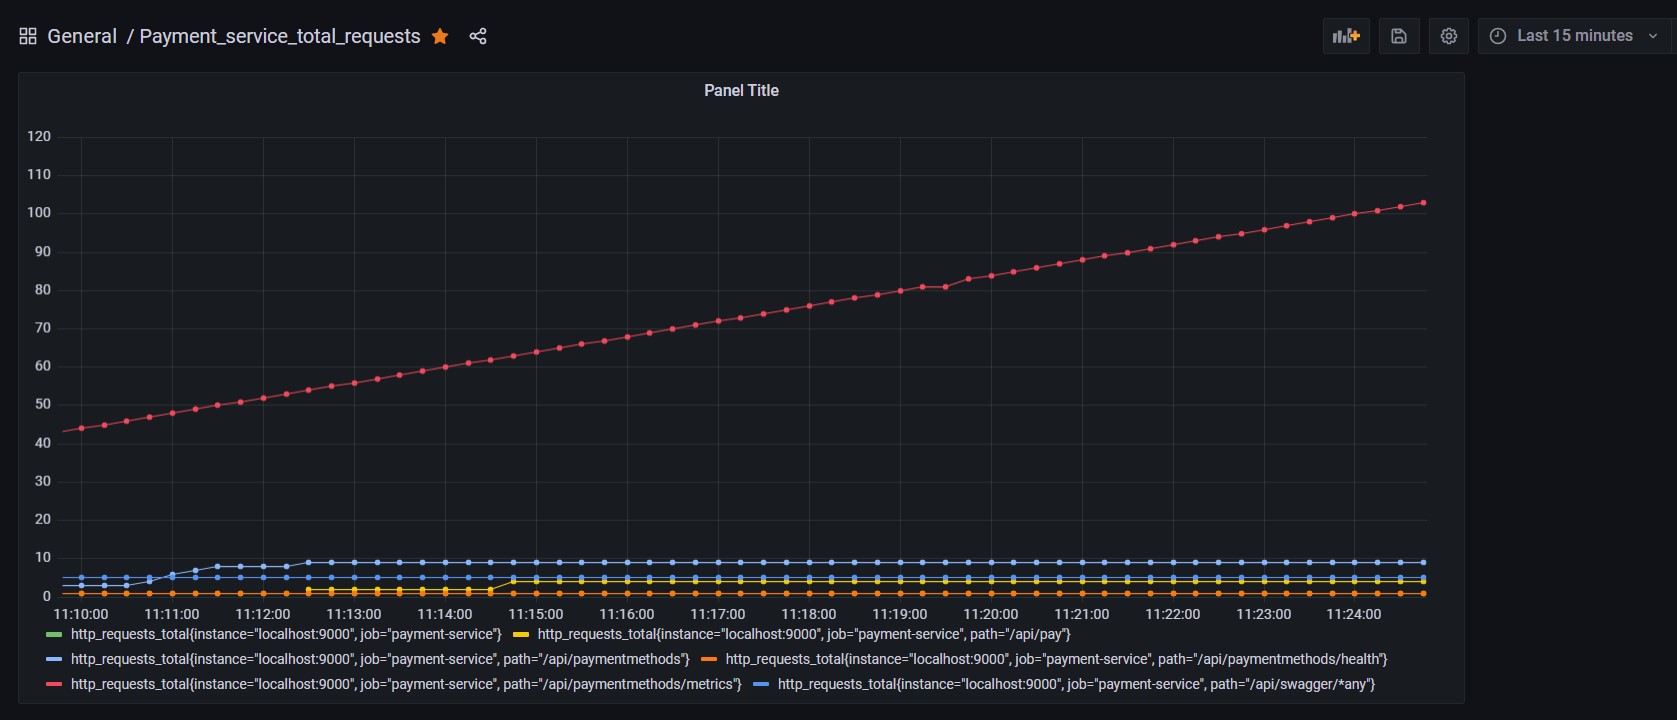 General / Payment_service_total_requests
Last 15 minutes
Panel Title
120
110
100
90
80
70
60
50
40
30
20
10
0
11:10:00 11:11:00 11:12:00 11:13:00 11:14:00 11:15:00 11:16:00 11:17:00 11:18:00 11:19:00 11:20:00 11:21:00 11:22:00 11:23:00 11:24:00
http_requests_total{instance="localhost:9000", job="payment-service"} http_requests_total{instance="localhost:9000", job="payment-service", path="/api/pay"}
http_requests_total{instance="localhost:9000", job="payment-service", path="/api/paymentmethods"} http_requests_total{instance="localhost:9000", job="payment-service", path="/api/paymentmethods/health"}
http_requests_total{instance="localhost:9000", job="payment-service", path="/api/paymentmethods/metrics"} http_requests_total{instance="localhost:9000", job="payment-service", path="/api/swagger/*any"}